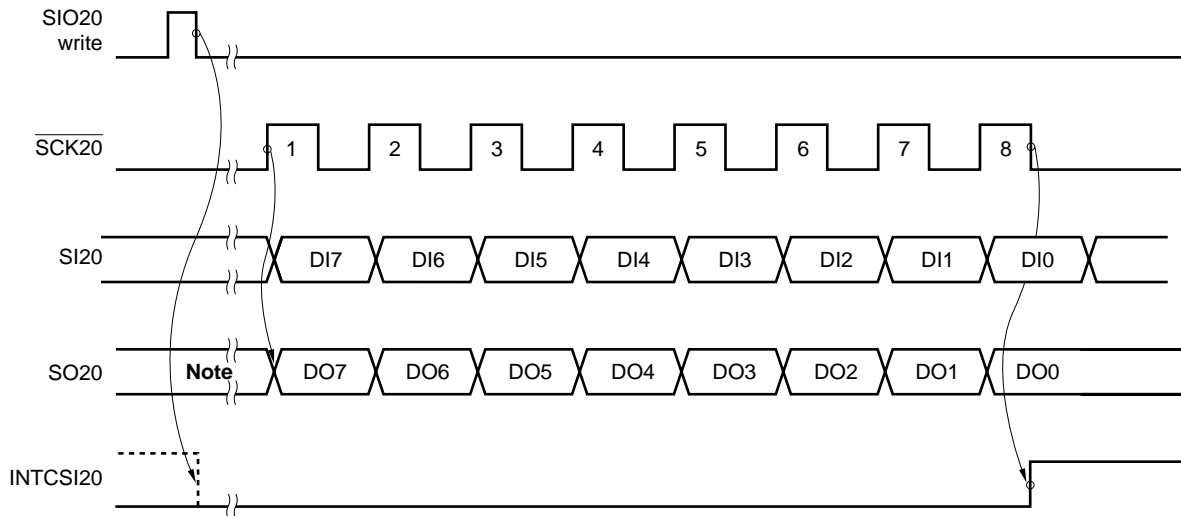 SIO20
write
SCK20
1 2 3 4 5 6 7 8
SI20
DI7 DI6 DI5 DI4 DI3 DI2 DI1 DI0
SO20
Note DO7 DO6 DO5 DO4 DO3 DO2 DO1 DO0
INTCSI20